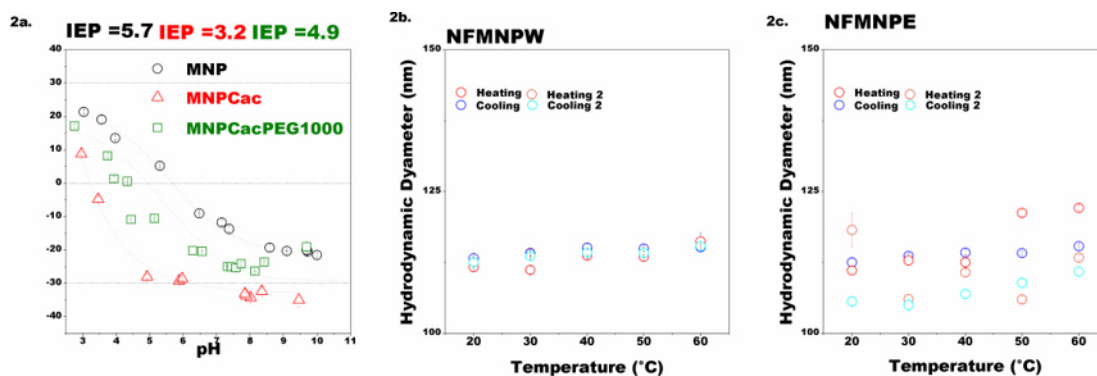 2a.
IEP =5.7 IEP =3.2 IEP =4.9
MNP
MNPCac
MNPCacPEG1000
40
30
20
10
0
-10
-20
-30
-40
3 4 5 6 7 8 9 10 11
pH
2b.
NFMNPW
Heating Heating 2
Cooling Cooling 2
Hydrodynamic Dyameter (nm)
150
125
100
20 30 40 50 60
Temperature (°C)
2c.
NFMNPE
Heating Heating 2
Cooling Cooling 2
Hydrodynamic Dyameter (nm)
150
125
100
20 30 40 50 60
Temperature (°C)